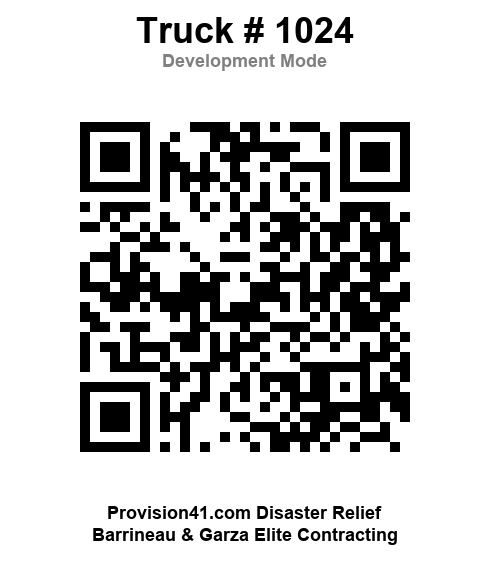 Truck # 1024
Development Mode
Provision41.com Disaster Relief
Barrineau & Garza Elite Contracting